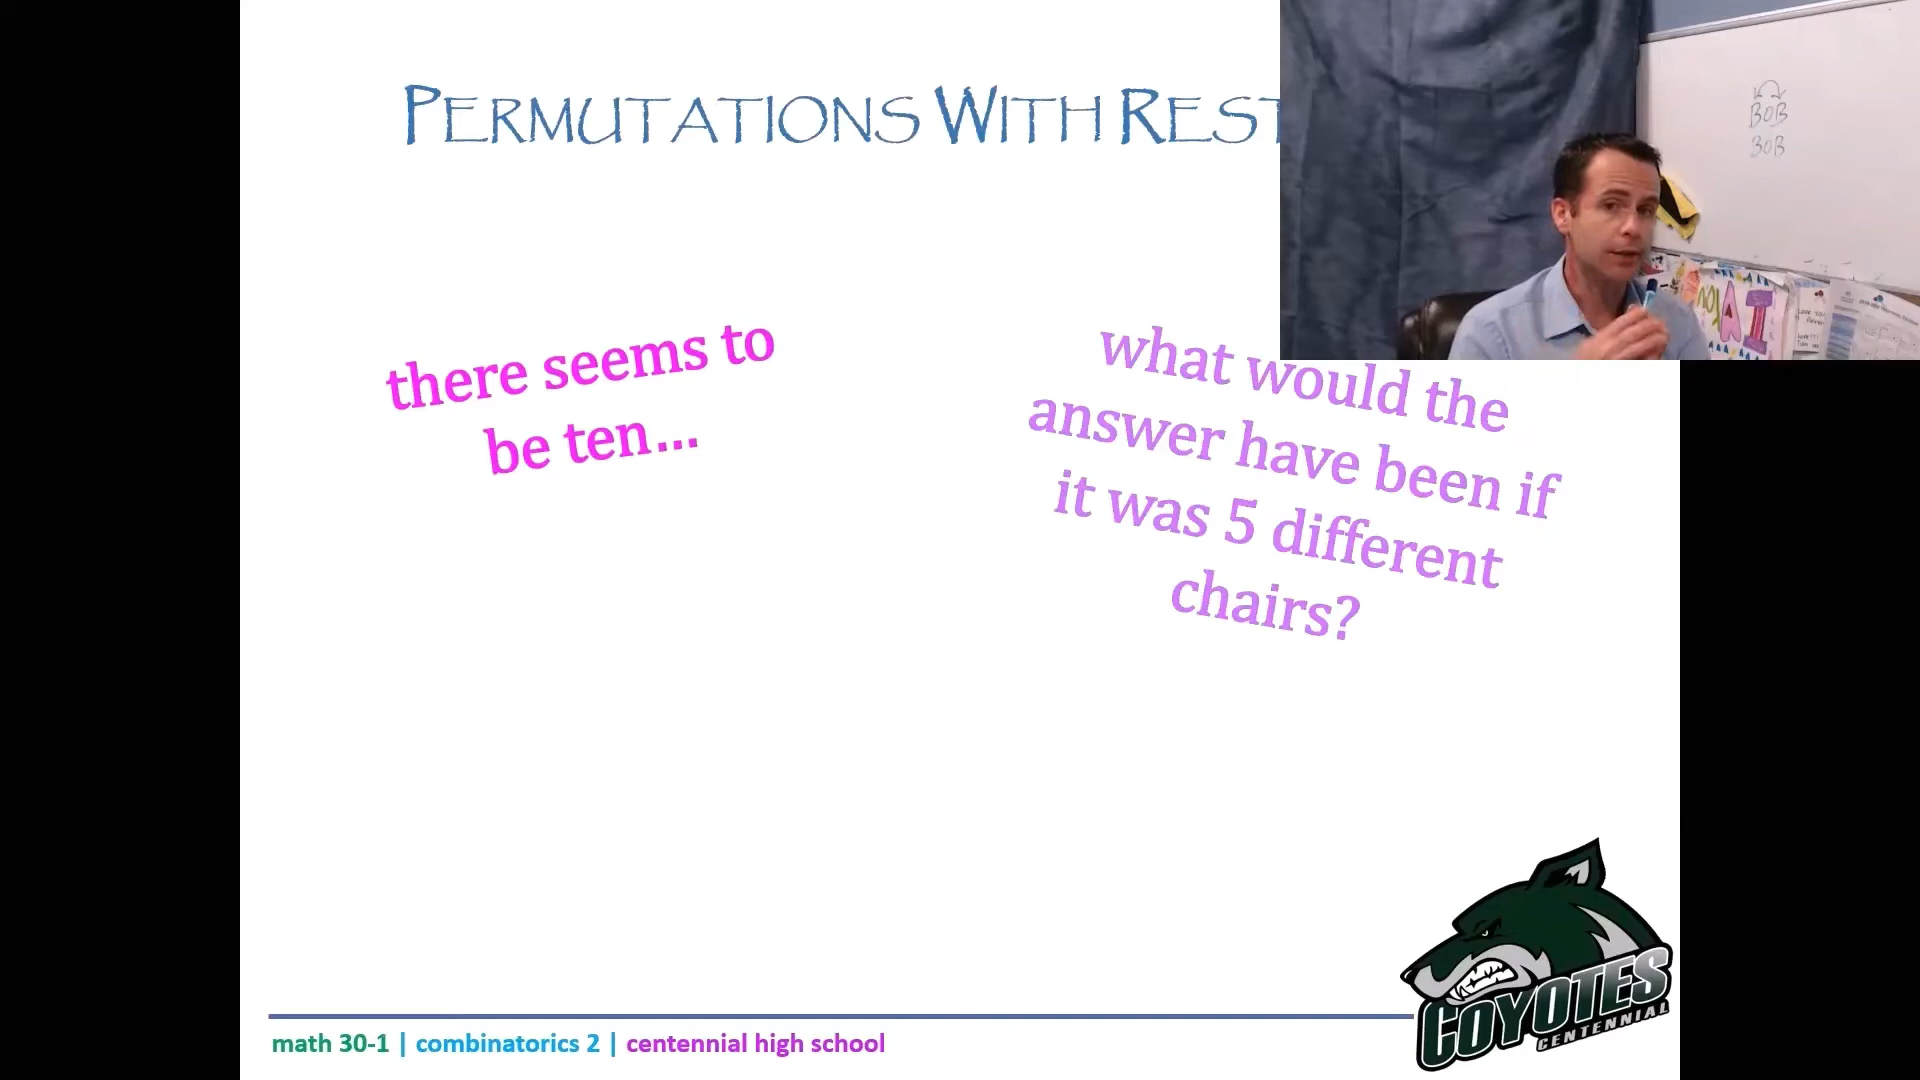 PERMUTATIONS WITH REST
BOB
BOB
there seems to
be ten...
what would the
answer have been if
it was 5 different
chairs?
COYOTES
CENTENNIAL
math 30-1 | combinatorics 2 | centennial high school